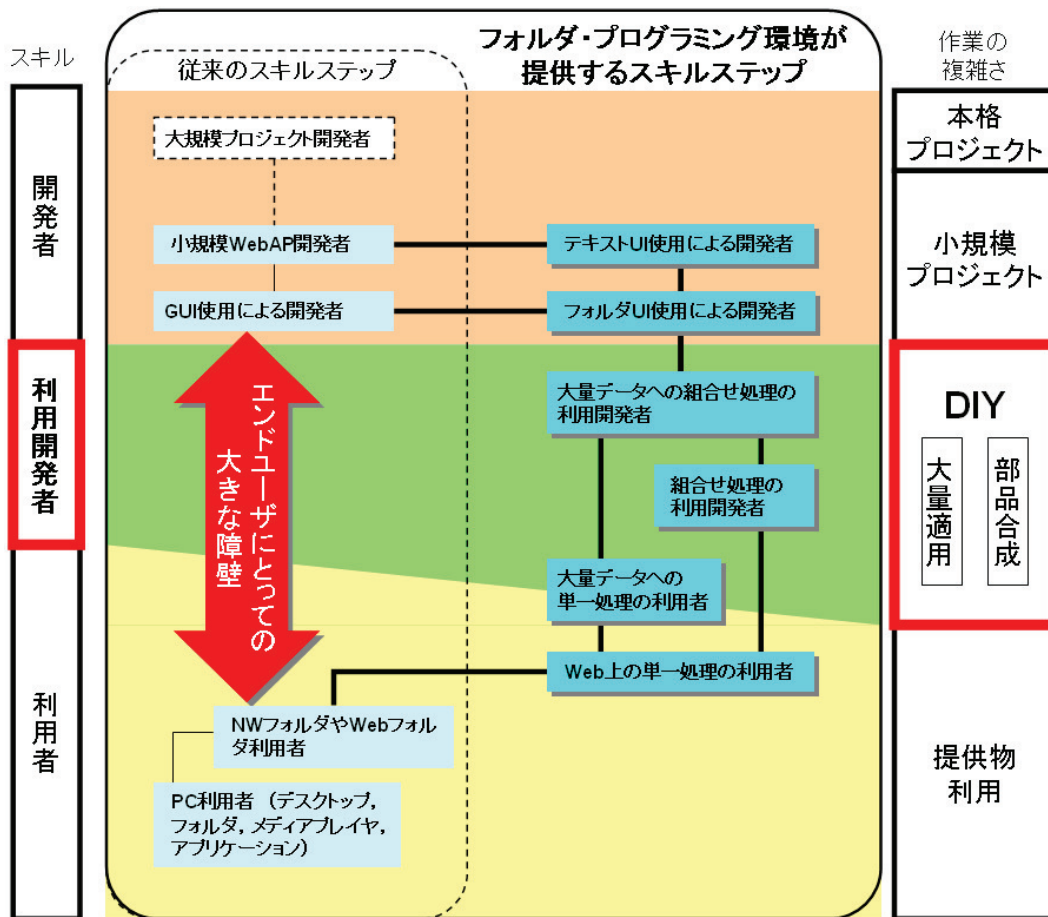 スキル
従来のスキルステップ
フォルダ・プログラミング環境が
提供するスキルステップ
作業の
複雑さ
開発者
利用開発者
利用者
大規模プロジェクト開発者
小規模WebAP開発者
GUI使用による開発者
エンドユーザにとっての
大きな障壁
NWフォルダやWebフォル
ダ利用者
PC利用者 (デスクトップ,
フォルダ, メディアプレイヤ,
アプリケーション)
テキストUI使用による開発者
フォルダUI使用による開発者
大量データへの組合せ処理の
利用開発者
組合せ処理の
利用開発者
大量データへの
単一処理の利用者
Web上の単一処理の利用者
本格
プロジェクト
小規模
プロジェクト
DIY
大量適用
部品合成
提供物
利用